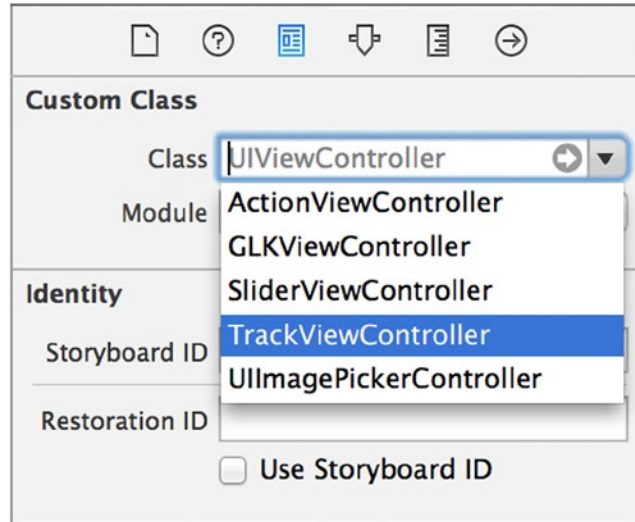 Custom Class
Class UIViewController
Module ActionViewController
GLKViewController
Identity SliderViewController
TrackViewController
Storyboard ID
UIImagePickerController
Restoration ID
Use Storyboard ID